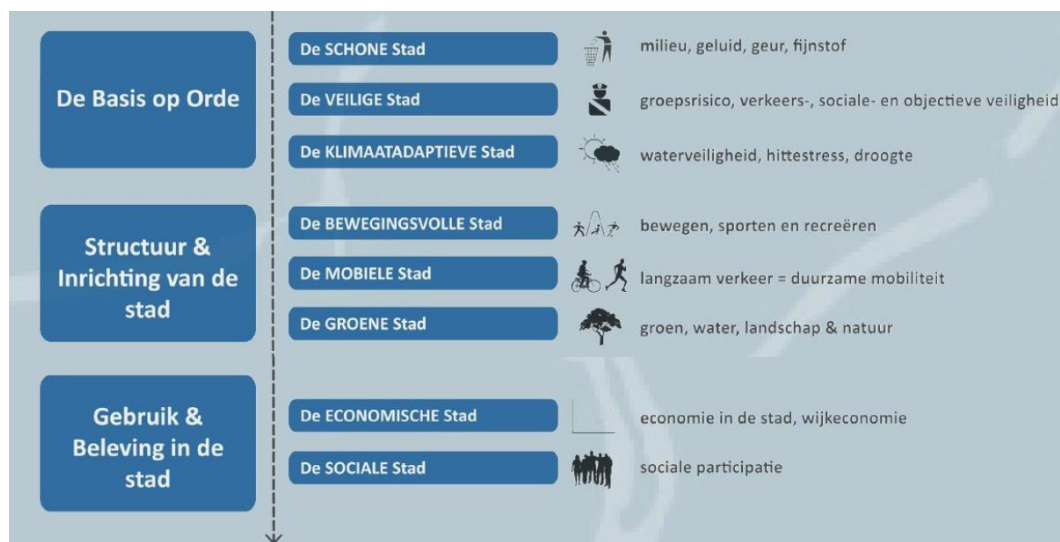 De Basis op Orde
De SCHONE Stad
milieu, geluid, geur, fijnstof
De VEILIGE Stad
groepsrisico, verkeers-, sociale- en objectieve veiligheid
De KLIMAATADAPTIEVE Stad
waterveiligheid, hittestress, droogte
Structuur &
Inrichting van de
stad
De BEWEGINGSVOLLE Stad
bewegen, sporten en recreëren
De MOBIELE Stad
langzaam verkeer = duurzame mobiliteit
De GROENE Stad
groen, water, landschap & natuur
Gebruik &
Beleving in de
stad
De ECONOMISCHE Stad
economie in de stad, wijkeconomie
De SOCIALE Stad
sociale participatie